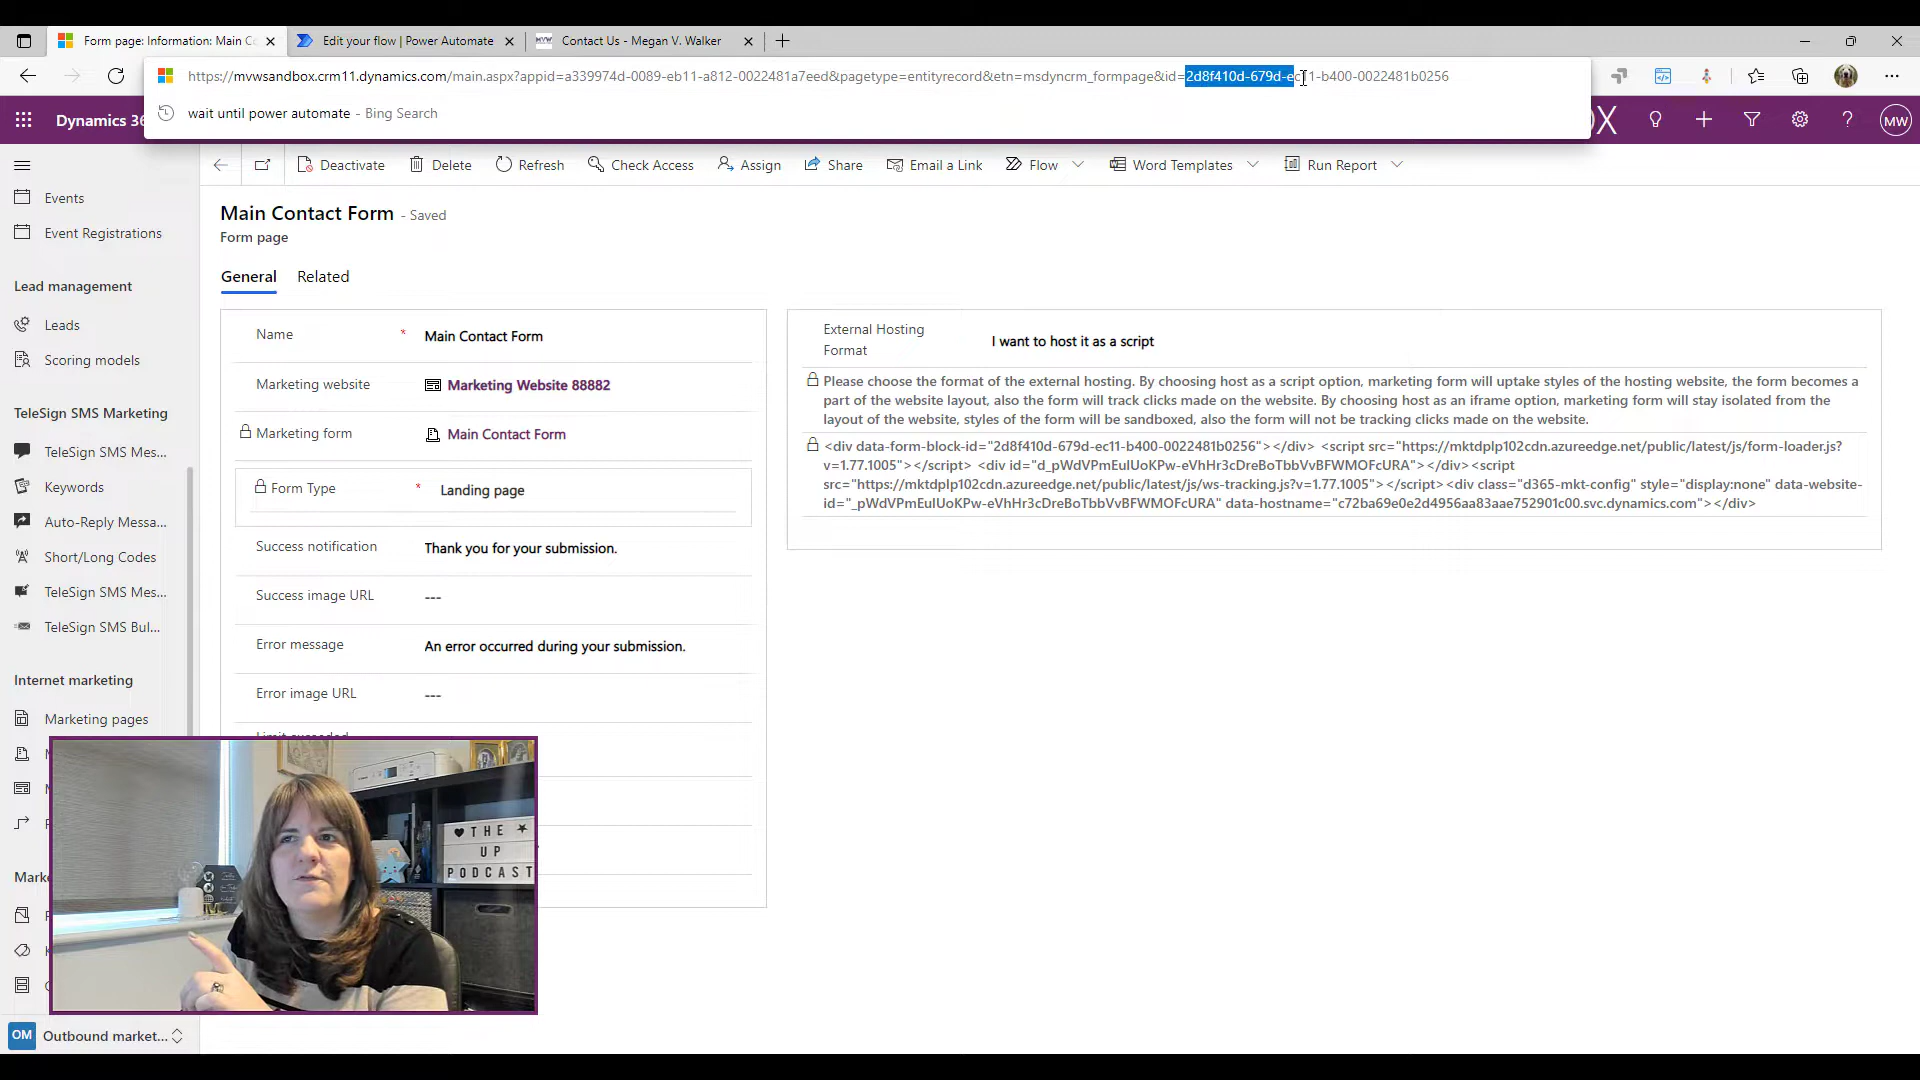 Form page: Information: Main Co
Edit your flow | Power Automate
Contact Us - Megan V. Walker
https://mvwsandbox.crm11.dynamics.com/main.aspx?appid=a339974d-0089-eb11-a812-0022481a7eed&pagetype=entityrecord&etn=msdyncrm_formpage&id=2d8f410d-679d-ec11-b400-0022481b0256
wait until power automate - Bing Search
Dynamics 36
OX
MW
Deactivate
Delete
Refresh
Check Access
Assign
Share
Email a Link
Flow
Word Templates
Run Report
Events
Event Registrations
Lead management
Leads
Scoring models
TeleSign SMS Marketing
TeleSign SMS Mes...
Keywords
Auto-Reply Messa...
Short/Long Codes
TeleSign SMS Mes...
TeleSign SMS Bul...
Internet marketing
Marketing pages
Marke
OM Outbound market...
Main Contact Form - Saved
Form page
General
Related
Name * Main Contact Form
Marketing website Marketing Website 88882
Marketing form Main Contact Form
Form Type * Landing page
Success notification Thank you for your submission.
Success image URL ---
Error message An error occurred during your submission.
Error image URL ---
External Hosting
Format
I want to host it as a script
Please choose the format of the external hosting. By choosing host as a script option, marketing form will uptake styles of the hosting website, the form becomes a
part of the website layout, also the form will track clicks made on the website. By choosing host as an iframe option, marketing form will stay isolated from the
layout of the website, styles of the form will be sandboxed, also the form will not be tracking clicks made on the website.
<div data-form-block-id="2d8f410d-679d-ec11-b400-0022481b0256"></div> <script src="https://mktdplp102cdn.azureedge.net/public/latest/js/form-loader.js?
v=1.77.1005"></script> <div id="d_pWdVPmEuIUoKPw-eVhHr3cDreBoTbbVvBFWMOFcURA"></div><script
src="https://mktdplp102cdn.azureedge.net/public/latest/js/ws-tracking.js?v=1.77.1005"></script><div class="d365-mkt-config" style="display:none" data-website-
id="_pWdVPmEuIUoKPw-eVhHr3cDreBoTbbVvBFWMOFcURA" data-hostname="c72ba69e0e2d4956aa83aae752901c00.svc.dynamics.com"></div>
THE
UP
PODCAST